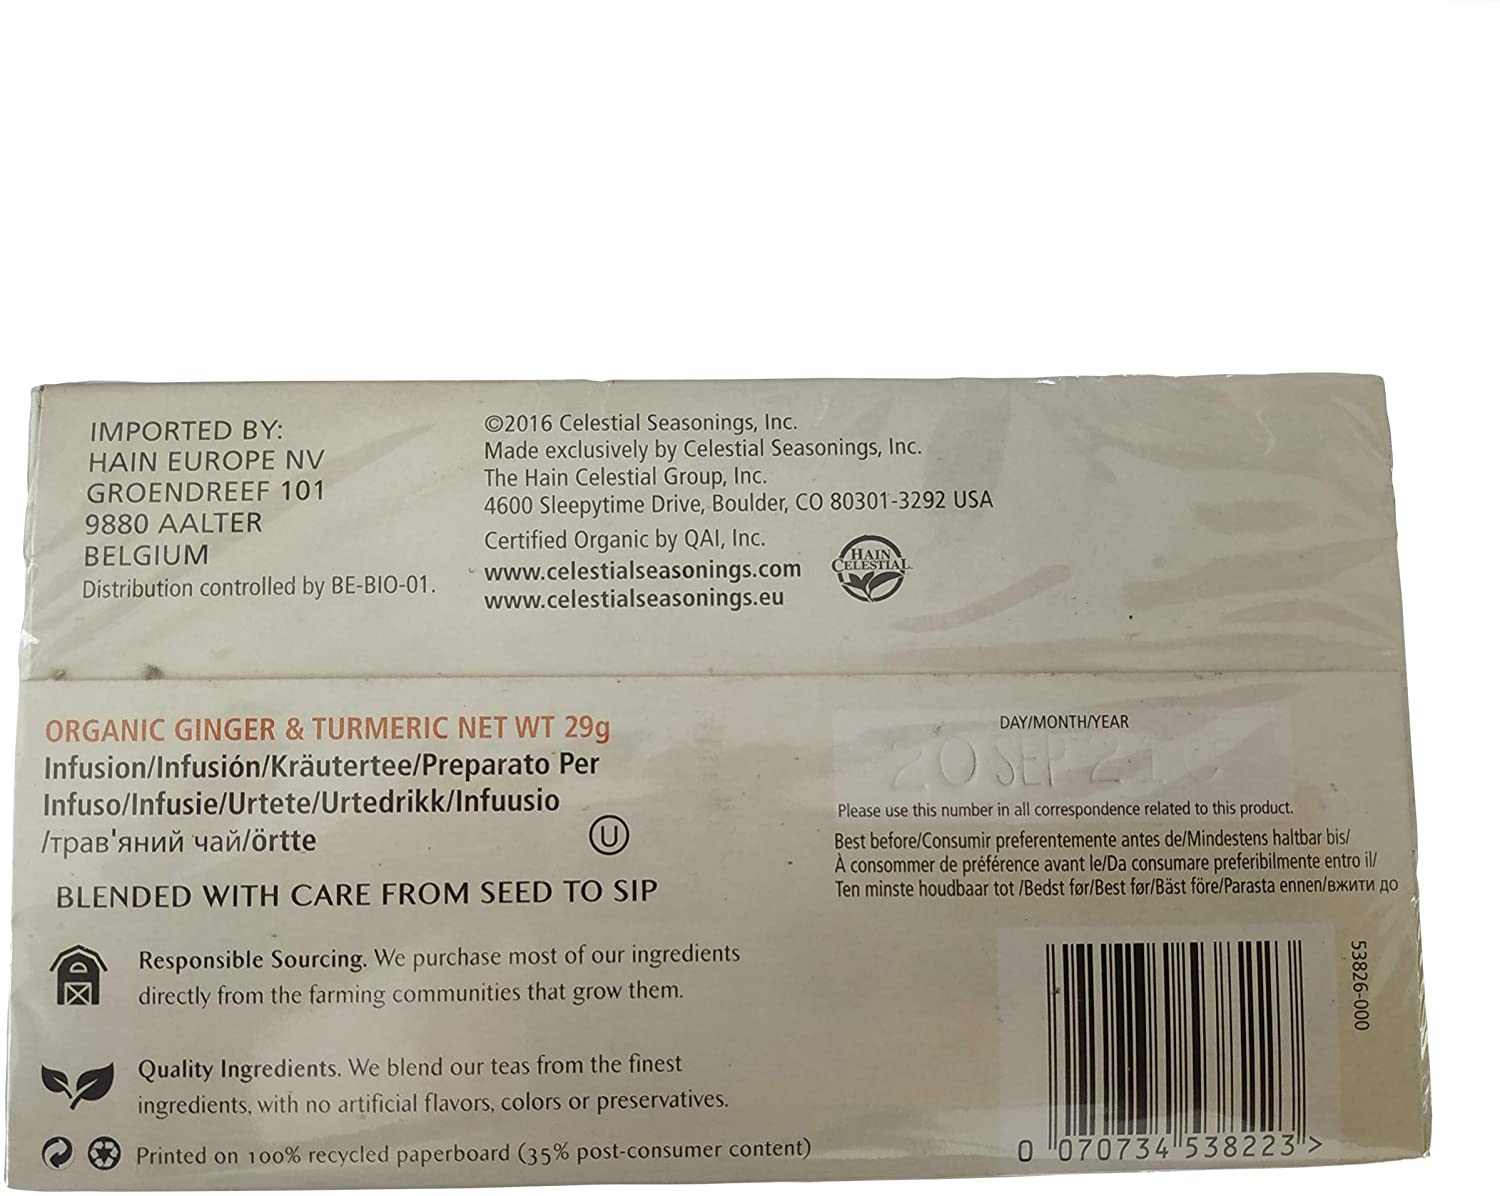 IMPORTED BY:
HAIN EUROPE NV
GROENDREEF 101
9880 AALTER
BELGIUM
Distribution controlled by BE-BIO-01.
©2016 Celestial Seasonings, Inc.
Made exclusively by Celestial Seasonings, Inc.
The Hain Celestial Group, Inc.
4600 Sleepytime Drive, Boulder, CO 80301-3292 USA
Certified Organic by QAI, Inc.
www.celestialseasonings.com
www.celestialseasonings.eu
HAIN
CELESTIAL
ORGANIC GINGER & TURMERIC NET WT 29g
Infusion/Infusión/Kräutertee/Preparato Per
Infuso/Infusie/Urtete/Urtedrikk/Infuusio
/трав'яний чай/örtte
U
BLENDED WITH CARE FROM SEED TO SIP
Responsible Sourcing. We purchase most of our ingredients
directly from the farming communities that grow them.
Quality Ingredients. We blend our teas from the finest
ingredients, with no artificial flavors, colors or preservatives.
Printed on 100% recycled paperboard (35% post-consumer content)
DAY/MONTH/YEAR
20 SEP 21
Please use this number in all correspondence related to this product.
Best before/Consumir preferentemente antes de/Mindestens haltbar bis/
À consommer de préférence avant le/Da consumare preferibilmente entro il/
Ten minste houdbaar tot /Bedst før/Best før/Bäst före/Parasta ennen/вжити до
53826-000
0 070734 538223 >